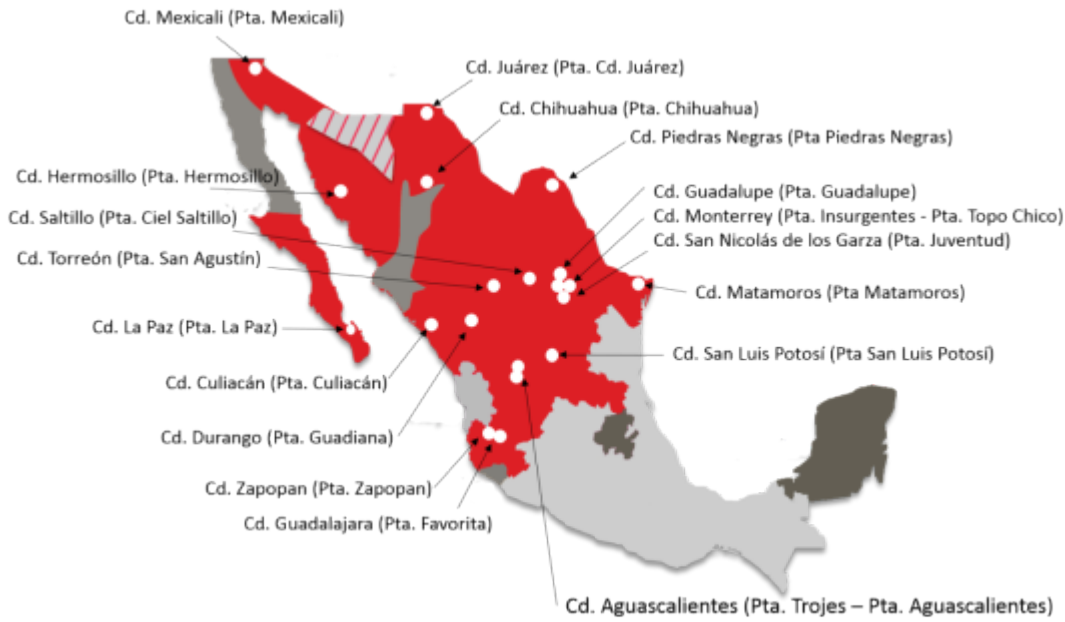 Cd. Mexicali (Pta. Mexicali)
Cd. Juárez (Pta. Cd. Juárez)
Cd. Chihuahua (Pta. Chihuahua)
Cd. Piedras Negras (Pta Piedras Negras)
Cd. Hermosillo (Pta. Hermosillo)
Cd. Guadalupe (Pta. Guadalupe)
Cd. Saltillo (Pta. Ciel Saltillo)
Cd. Monterrey (Pta. Insurgentes - Pta. Topo Chico)
Cd. San Nicolás de los Garza (Pta. Juventud)
Cd. Torreón (Pta. San Agustín)
Cd. Matamoros (Pta Matamoros)
Cd. La Paz (Pta. La Paz)
Cd. San Luis Potosí (Pta San Luis Potosí)
Cd. Culiacán (Pta. Culiacán)
Cd. Durango (Pta. Guadiana)
Cd. Zapopan (Pta. Zapopan)
Cd. Guadalajara (Pta. Favorita)
Cd. Aguascalientes (Pta. Trojes – Pta. Aguascalientes)